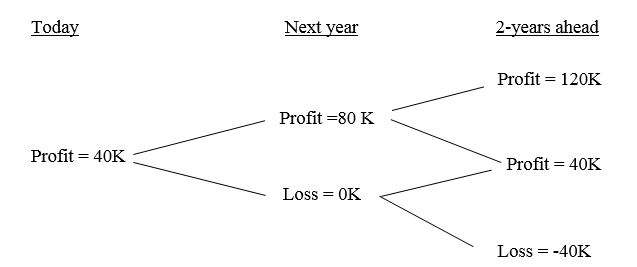 Today
Next year
2-years ahead
Profit = 120K
Profit =80 K
Profit = 40K
Profit = 40K
Loss = 0K
Loss = -40K